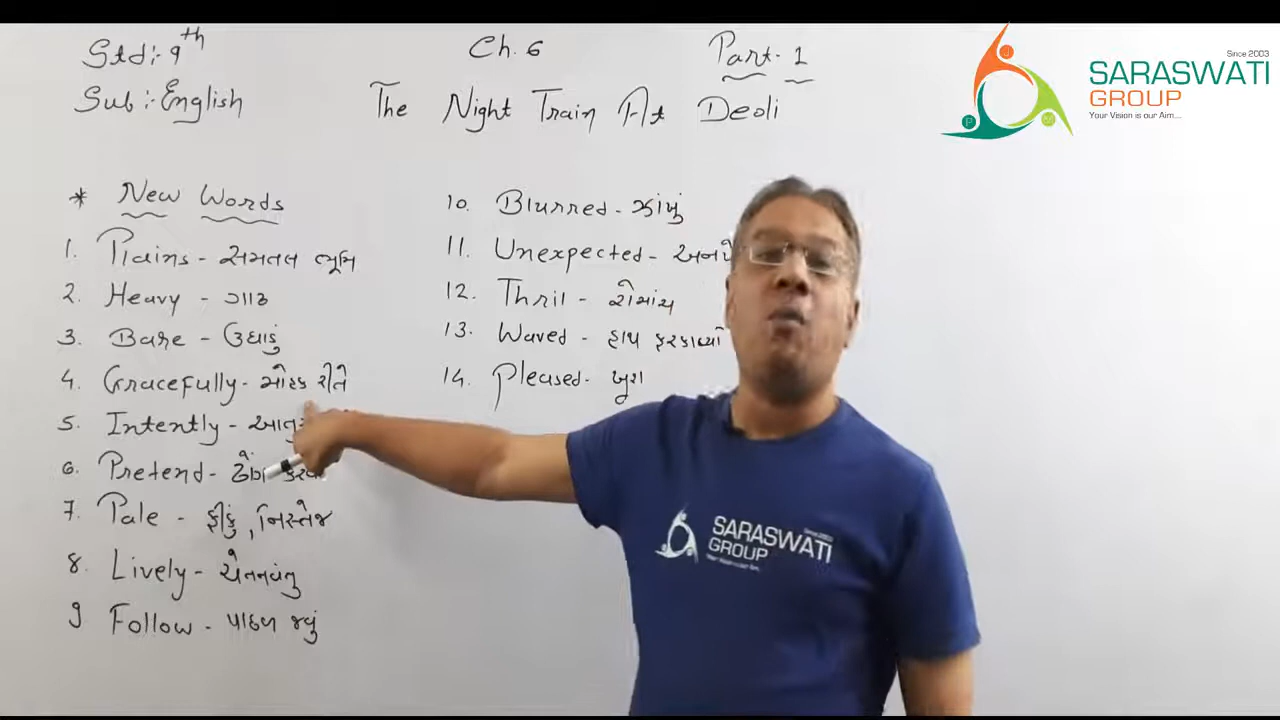 Std:- 9th
Sub:- English
Ch. 6
Part-1
The Night Train At Deoli
* New Words
1. Plains - સમતલ ભૂમિ
2. Heavy - ગાઢ
3. Bare - ઉઘાડું
4. Gracefully - મોહક રીતે
5. Intently -
6. Pretend - ઢોંગ કરવો
7. Pale - ફીકું, નિસ્તેજ
8. Lively - ચેતનવંતુ
9. Follow - પાછળ જવું
10. Blurred - ઝાંખું
11. Unexpected -
12. Thril - રોમાંચ
13. Waved - હાથ ફરકાવ્યો
14. Pleased - ખુશ
Since 2003
SARASWATI
GROUP
Your Vision is our Aim....
Since 2003
SARASWATI
GROUP